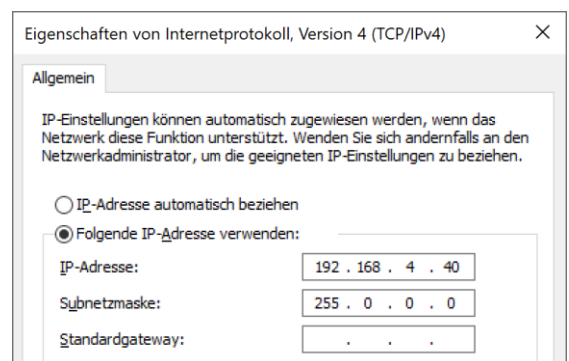 Eigenschaften von Internetprotokoll, Version 4 (TCP/IPv4)
Allgemein
IP-Einstellungen können automatisch zugewiesen werden, wenn das
Netzwerk diese Funktion unterstützt. Wenden Sie sich andernfalls an den
Netzwerkadministrator, um die geeigneten IP-Einstellungen zu beziehen.
IP-Adresse automatisch beziehen
Folgende IP-Adresse verwenden:
IP-Adresse: 192 . 168 . 4 . 40
Subnetzmaske: 255 . 0 . 0 . 0
Standardgateway: . . .